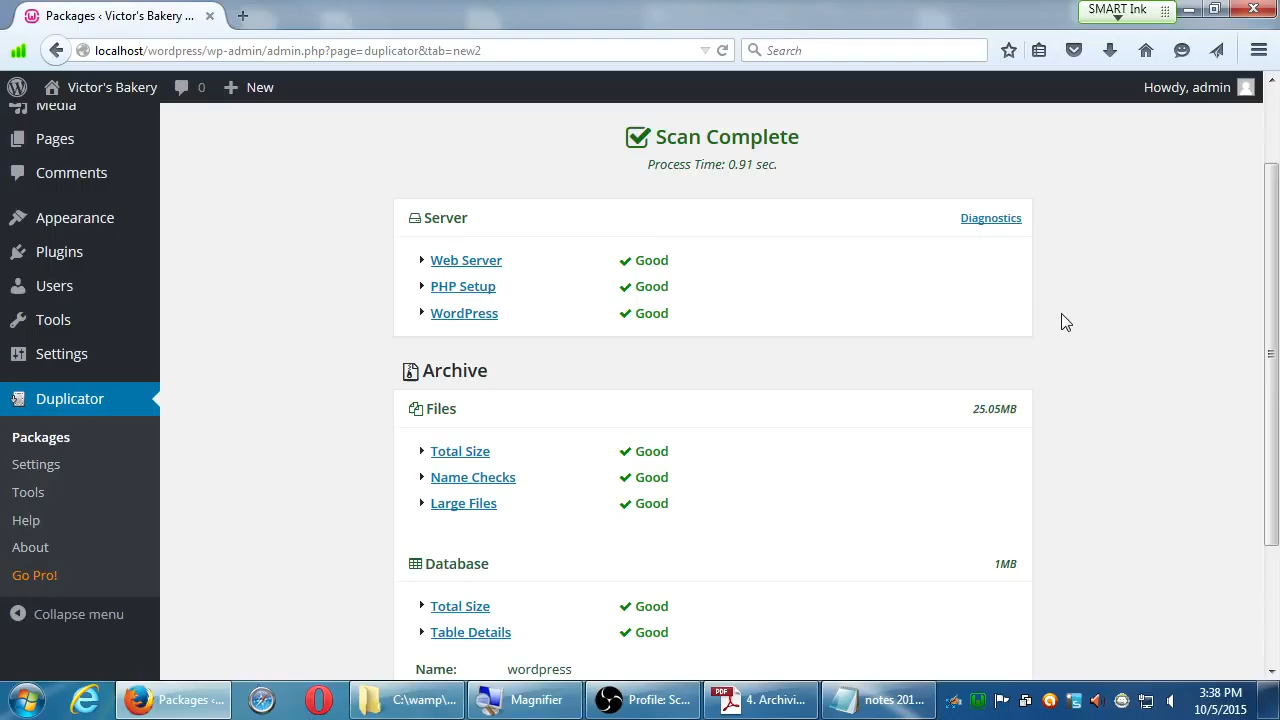 Packages ‹ Victor's Bakery ...
SMART Ink
localhost/wordpress/wp-admin/admin.php?page=duplicator&tab=new2
Search
Victor's Bakery
0
New
Howdy, admin
Media
Pages
Comments
Appearance
Plugins
Users
Tools
Settings
Duplicator
Packages
Settings
Tools
Help
About
Go Pro!
Collapse menu
Scan Complete
Process Time: 0.91 sec.
Server
Diagnostics
Web Server Good
PHP Setup Good
WordPress Good
Archive
Files 25.05MB
Total Size Good
Name Checks Good
Large Files Good
Database 1MB
Total Size Good
Table Details Good
Name: wordpress
Packages ‹...
C:\wamp\...
Magnifier
Profile: Sc...
PDF
4. Archivi...
notes 201...
3:38 PM
10/5/2015